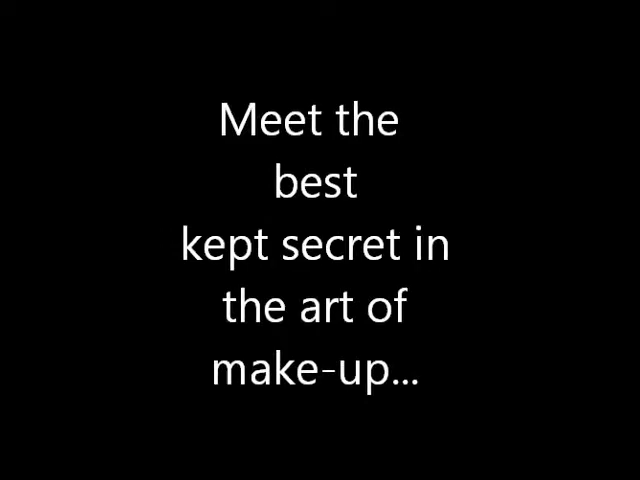 Meet the
best
kept secret in
the art of
make-up...